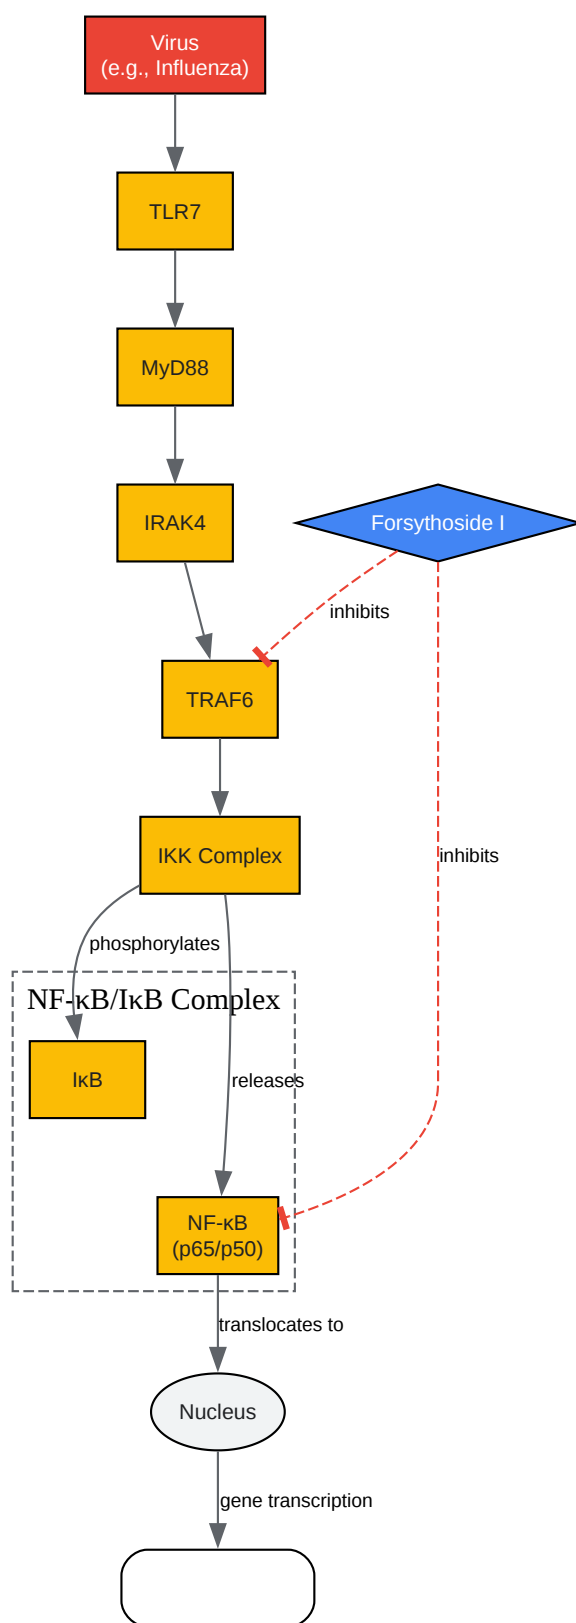 Virus
(e.g., Influenza)
TLR7
MyD88
IRAK4
Forsythoside I
inhibits
TRAF6
IKK Complex
inhibits
phosphorylates
NF-κB/IκB Complex
IκB
releases
NF-κB
(p65/p50)
translocates to
Nucleus
gene transcription